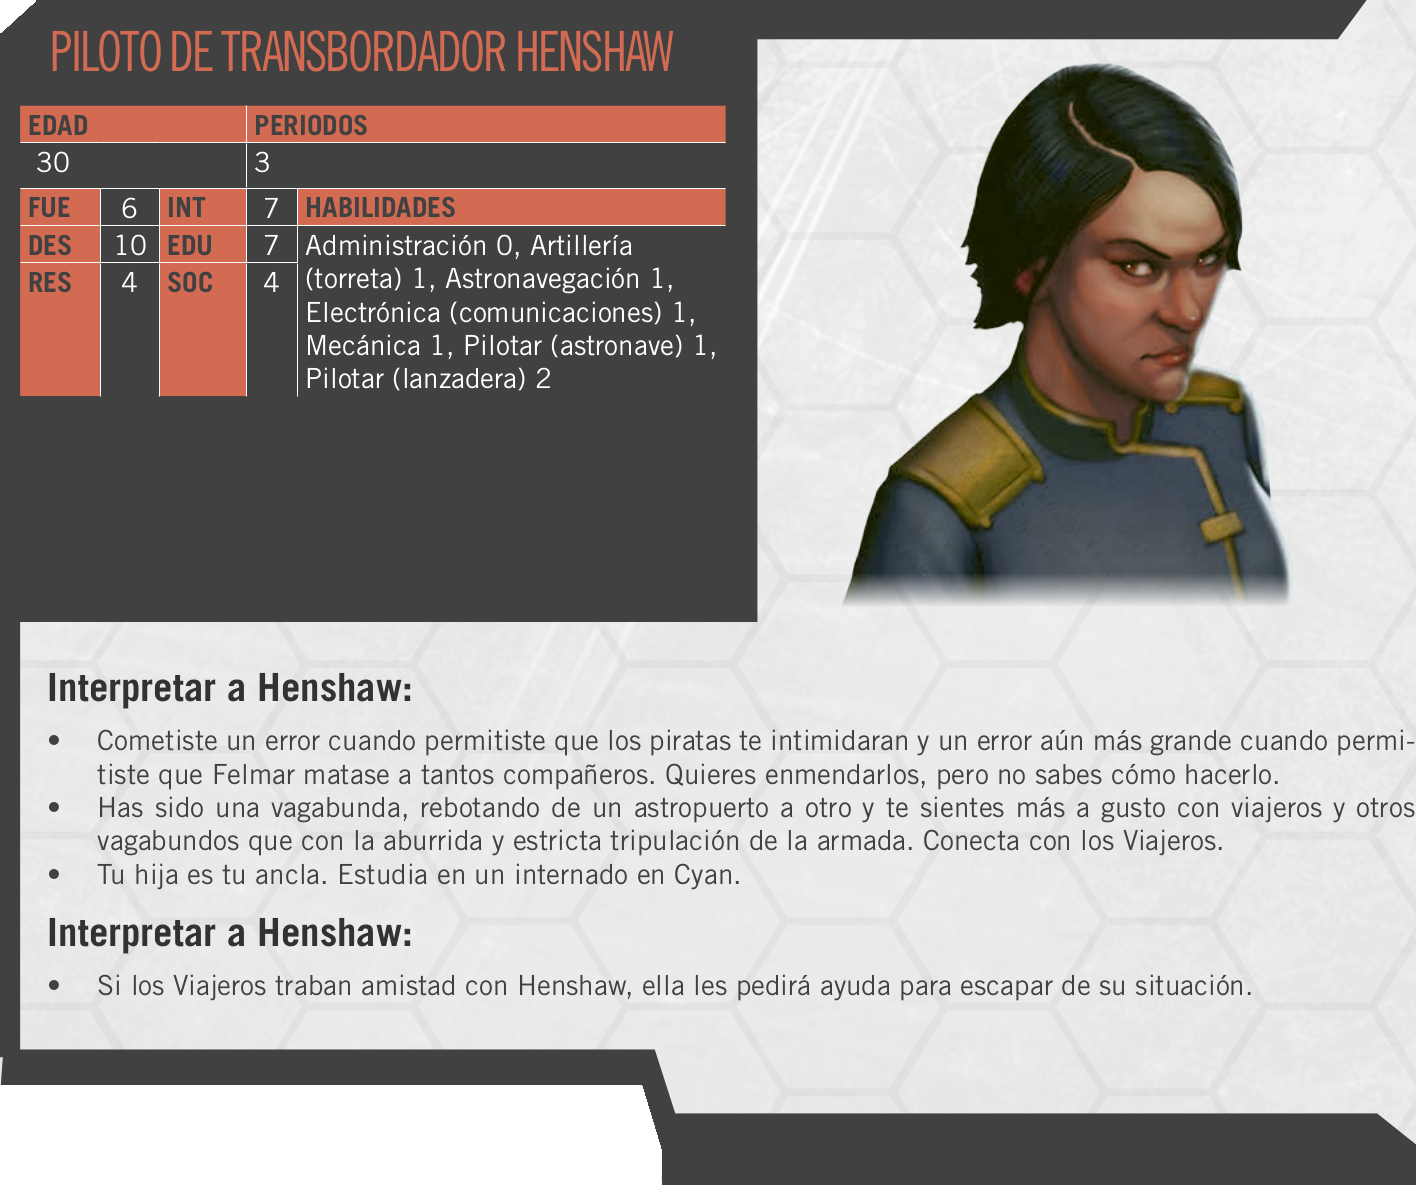 PILOTO DE TRANSBORDADOR HENSHAW
EDAD PERIODOS
30 3
FUE 6 INT 7 HABILIDADES
DES 10 EDU 7 Administración 0, Artillería
RES 4 SOC 4 (torreta) 1, Astronavegación 1,
Electrónica (comunicaciones) 1,
Mecánica 1, Pilotar (astronave) 1,
Pilotar (lanzadera) 2
Interpretar a Henshaw:
• Cometiste un error cuando permitiste que los piratas te intimidaran y un error aún más grande cuando permi-
tiste que Felmar matase a tantos compañeros. Quieres enmendarlos, pero no sabes cómo hacerlo.
• Has sido una vagabunda, rebotando de un astropuerto a otro y te sientes más a gusto con viajeros y otros
vagabundos que con la aburrida y estricta tripulación de la armada. Conecta con los Viajeros.
• Tu hija es tu ancla. Estudia en un internado en Cyan.
Interpretar a Henshaw:
• Si los Viajeros traban amistad con Henshaw, ella les pedirá ayuda para escapar de su situación.